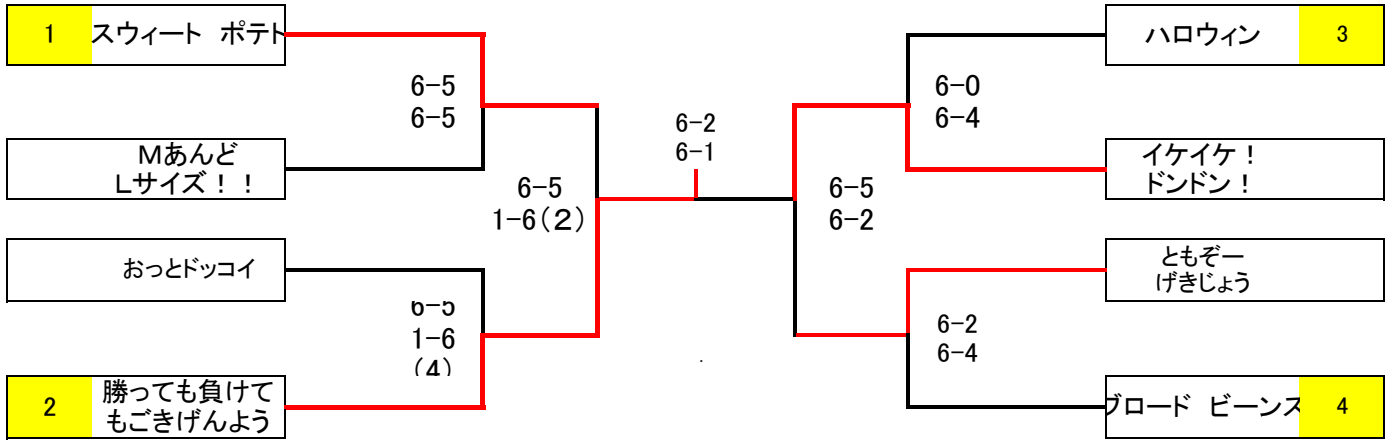 1 スウィート ポテト
6-5
6-5
Mあんど
Lサイズ！！
6-5
1-6(2)
おっとドッコイ
6-5
1-6
(4)
2 勝っても負けて
もごきげんよう
6-2
6-1
ハロウィン 3
6-0
6-4
イケイケ！
ドンドン！
6-5
6-2
ともぞー
げきじょう
6-2
6-4
ブロード ビーンズ 4